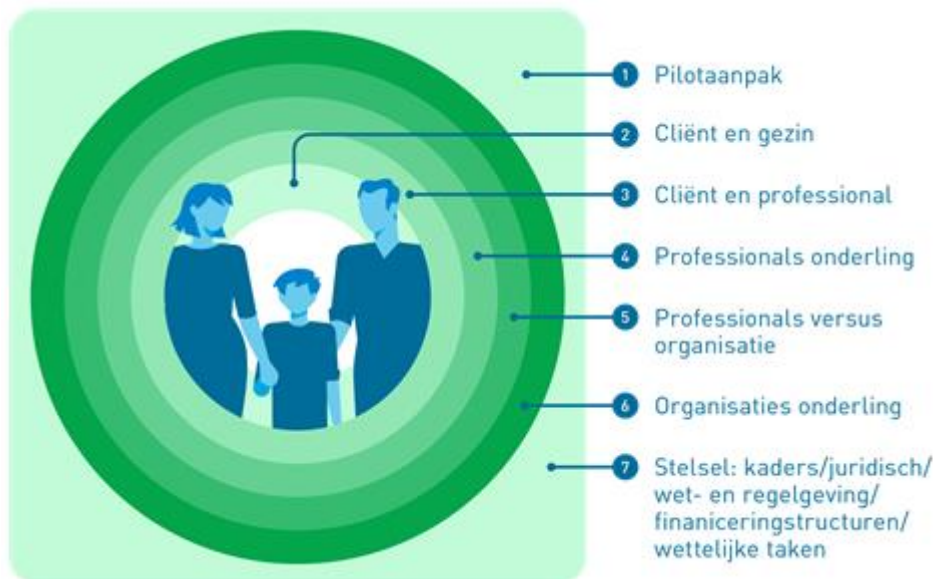 1 Pilotaanpak
2 Cliënt en gezin
3 Cliënt en professional
4 Professionals onderling
5 Professionals versus
organisatie
6 Organisaties onderling
7 Stelsel: kaders/juridisch/
wet- en regelgeving/
financieringstructuren/
wettelijke taken